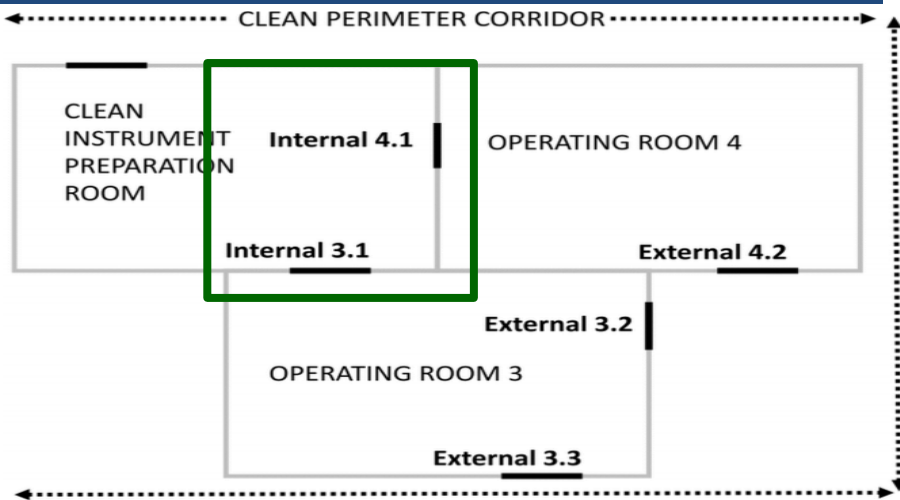 CLEAN PERIMETER CORRIDOR
CLEAN
INSTRUMENT
PREPARATION
ROOM
Internal 4.1
OPERATING ROOM 4
Internal 3.1
External 4.2
External 3.2
OPERATING ROOM 3
External 3.3